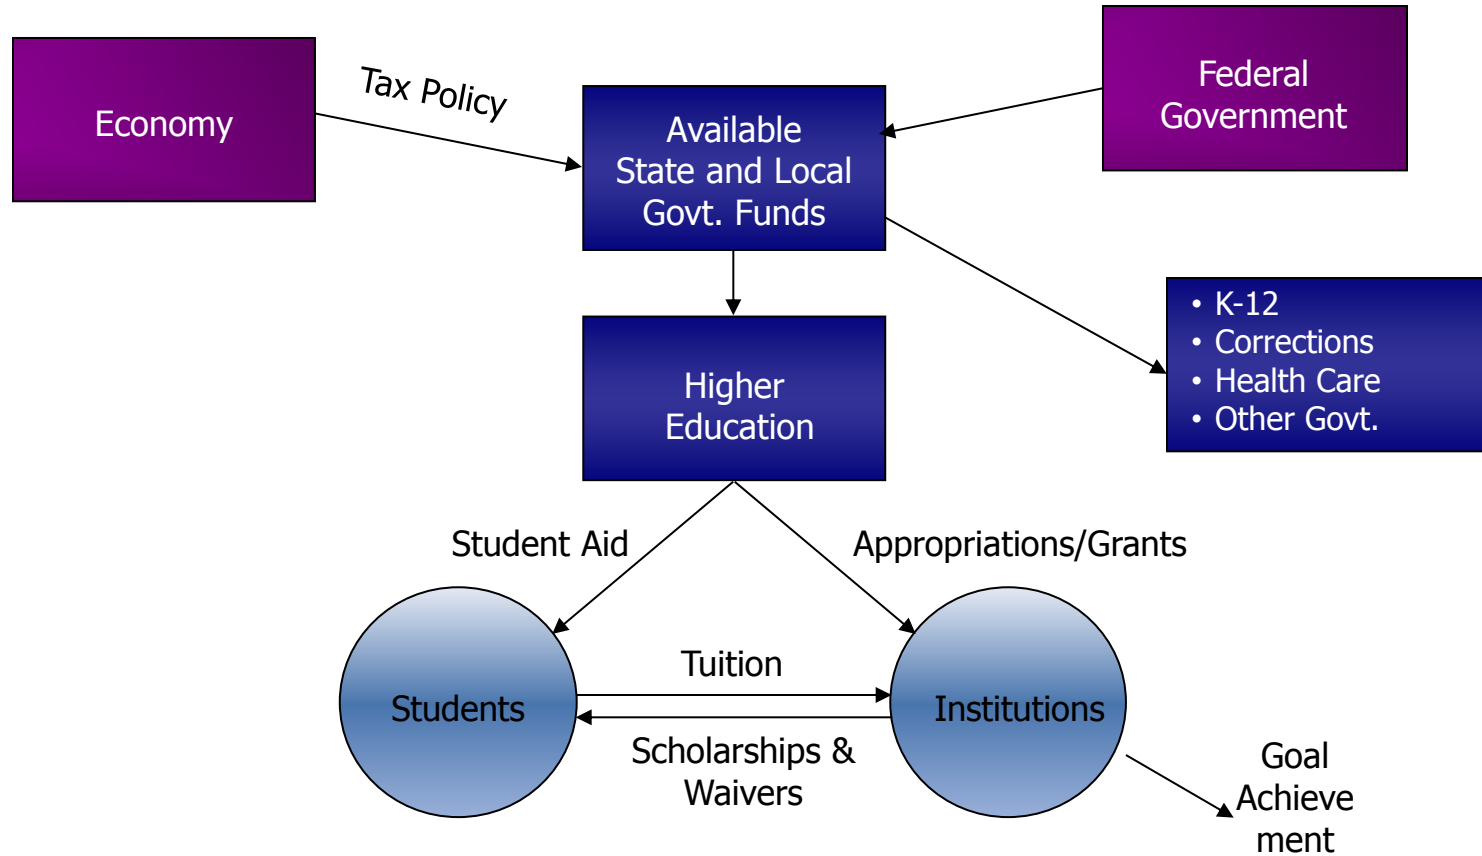 Economy
Tax Policy
Available
State and Local
Govt. Funds
Federal
Government
• K-12
• Corrections
• Health Care
• Other Govt.
Higher
Education
Student Aid
Appropriations/Grants
Students
Tuition
Scholarships &
Waivers
Institutions
Goal
Achieve
ment